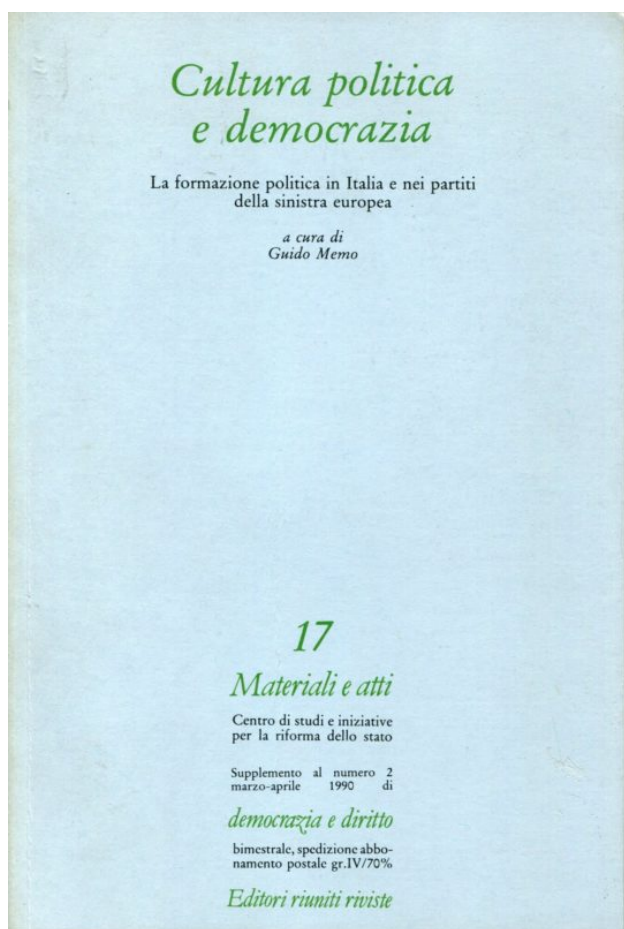 Cultura politica
e democrazia
La formazione politica in Italia e nei partiti
della sinistra europea
a cura di
Guido Memo
17
Materiali e atti
Centro di studi e iniziative
per la riforma dello stato
Supplemento al numero 2
marzo-aprile 1990 di
democrazia e diritto
bimestrale, spedizione abbo-
namento postale gr.IV/70%
Editori riuniti riviste